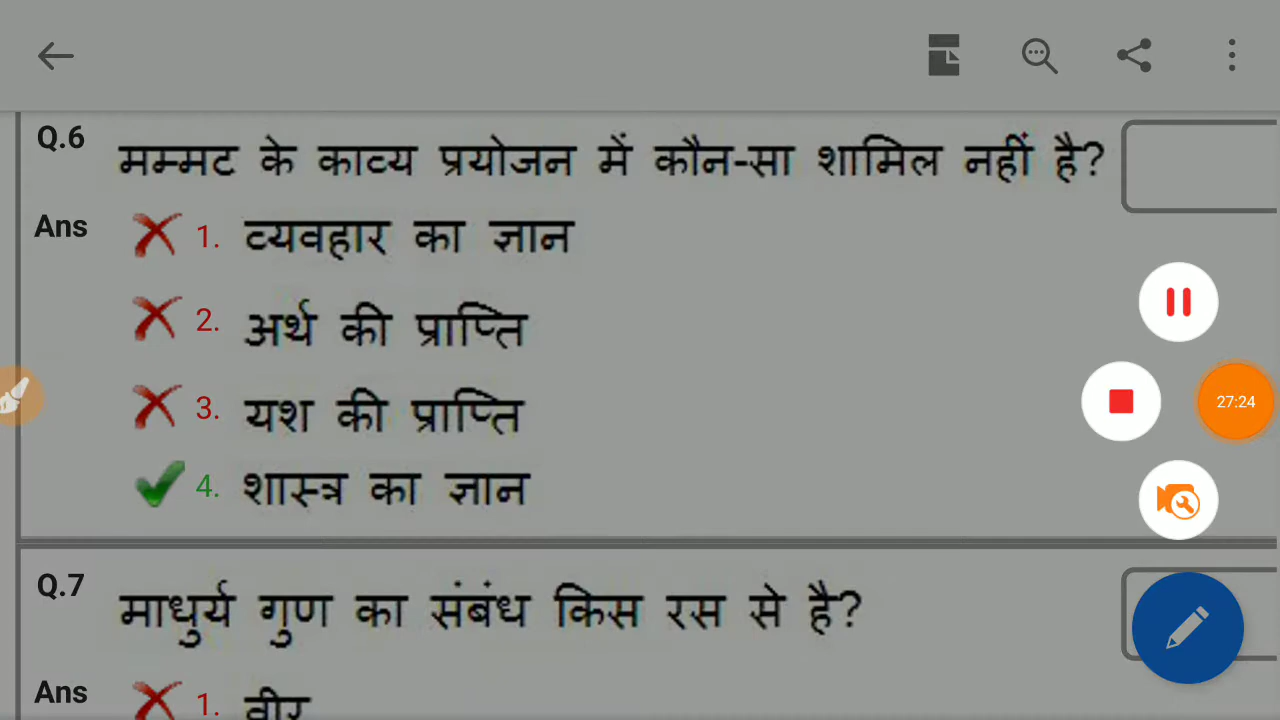 Q.6 मम्मट के काव्य प्रयोजन में कौन-सा शामिल नहीं है?
Ans 1. व्यवहार का ज्ञान
2. अर्थ की प्राप्ति
3. यश की प्राप्ति
27:24
4. शास्त्र का ज्ञान
Q.7 माधुर्य गुण का संबंध किस रस से है?
Ans 1. वीर